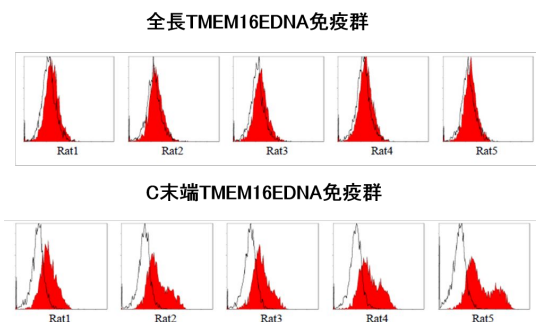 全長TMEM16EDNA免疫群
Rat1 Rat2 Rat3 Rat4 Rat5
C末端TMEM16EDNA免疫群
Rat1 Rat2 Rat3 Rat4 Rat5